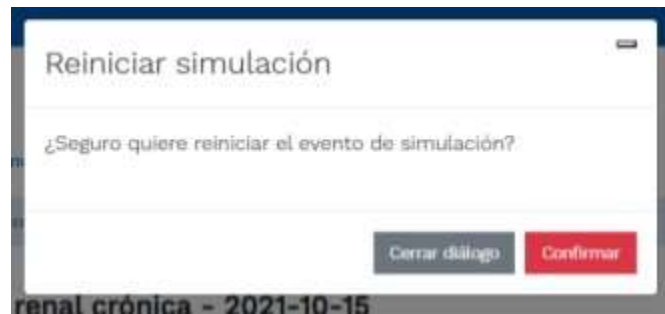 Reiniciar simulación
¿Seguro quiere reiniciar el evento de simulación?
Cerrar diálogo Confirmar
renal crónica - 2021-10-15